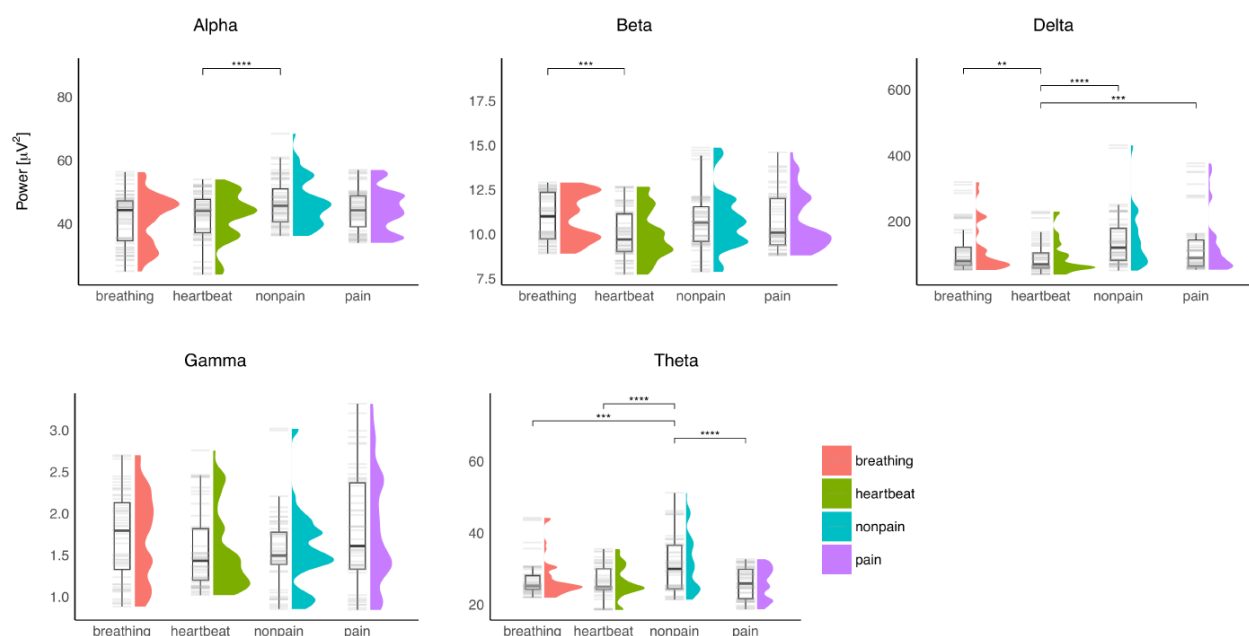 Alpha
Beta
Delta
Power [μV²]
80
60
40
17.5
15.0
12.5
10.0
7.5
600
400
200
****
***
**
****
***
breathing heartbeat nonpain pain
breathing heartbeat nonpain pain
breathing heartbeat nonpain pain
Gamma
Theta
3.0
2.5
2.0
1.5
1.0
60
40
20
****
***
****
breathing
heartbeat
nonpain
pain
breathing heartbeat nonpain pain
breathing heartbeat nonpain pain